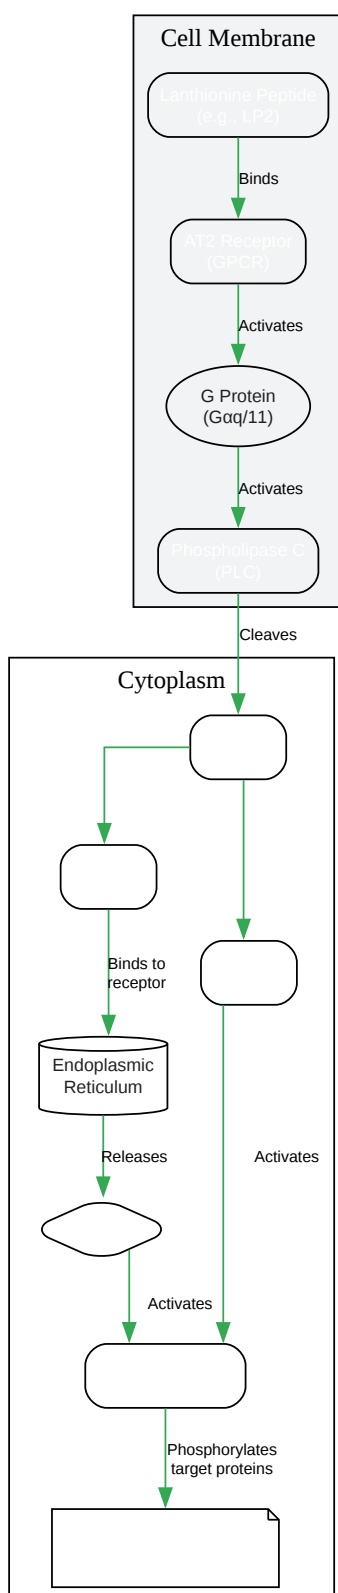 Cell Membrane
Lanthionine Peptide
(e.g., LP2)
Binds
AT2 Receptor
(GPCR)
Activates
G Protein
(Gαq/11)
Activates
Phospholipase C
(PLC)
Cleaves
Cytoplasm
Binds to
receptor
Endoplasmic
Reticulum
Releases
Activates
Activates
Phosphorylates
target proteins